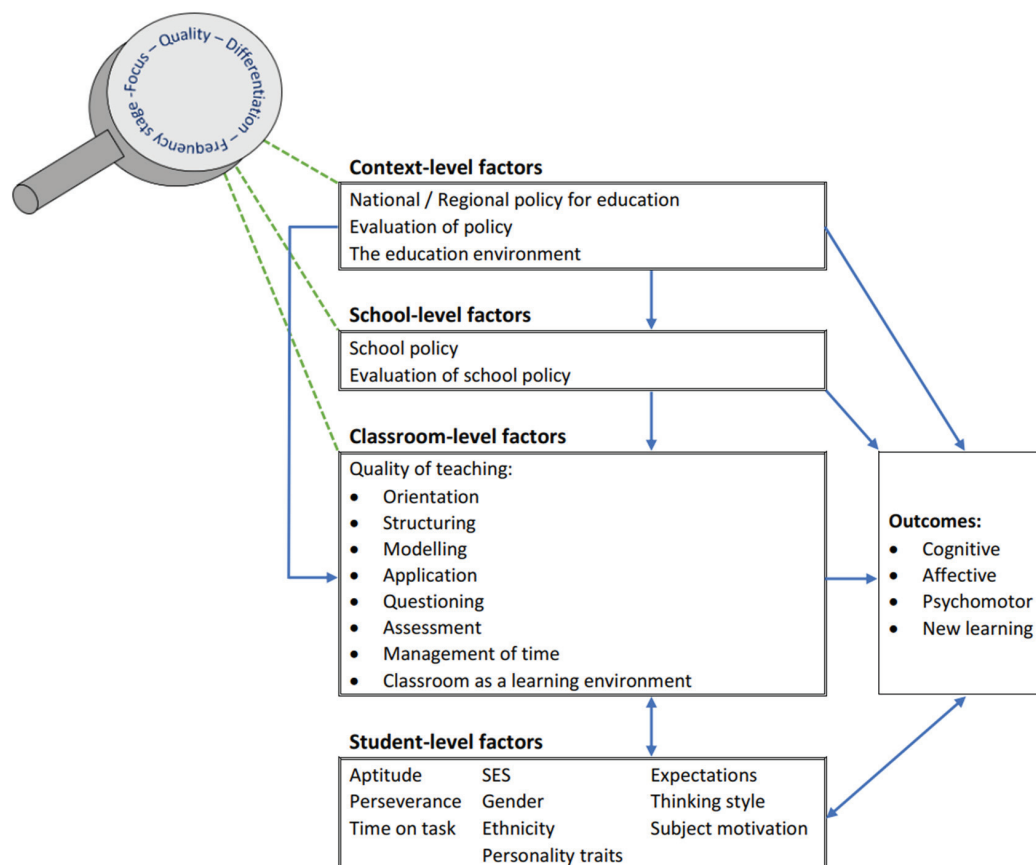 -Focus – Quality – Differentiation – Frequency stage
Context-level factors
National / Regional policy for education
Evaluation of policy
The education environment
School-level factors
School policy
Evaluation of school policy
Classroom-level factors
Quality of teaching:
• Orientation
• Structuring
• Modelling
• Application
• Questioning
• Assessment
• Management of time
• Classroom as a learning environment
Outcomes:
• Cognitive
• Affective
• Psychomotor
• New learning
Student-level factors
Aptitude SES Expectations
Perseverance Gender Thinking style
Time on task Ethnicity Subject motivation
Personality traits